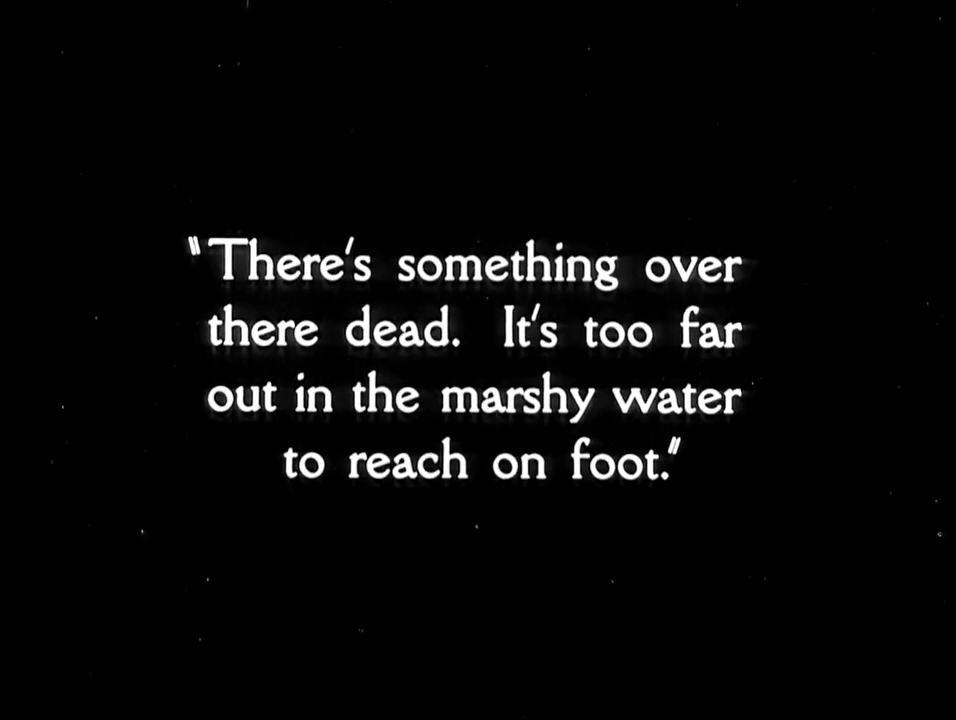 "There's something over
there dead. It's too far
out in the marshy water
to reach on foot."